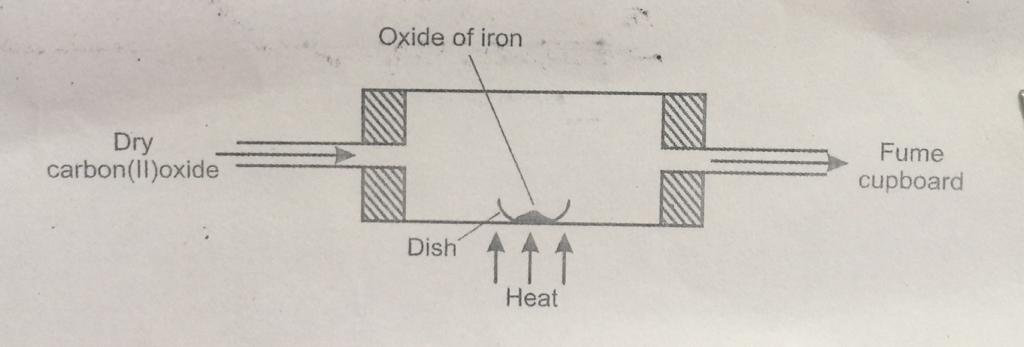 Oxide of iron
Dry
carbon(II)oxide
Fume
cupboard
Dish
Heat